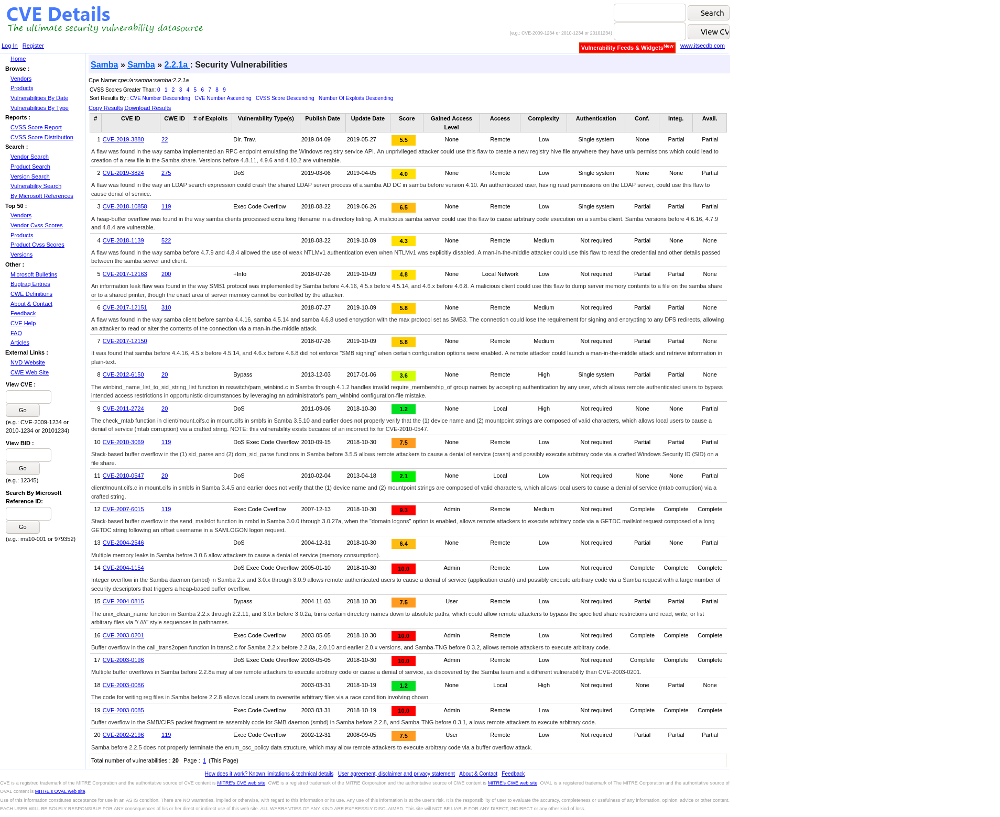 CVE Details
The ultimate security vulnerability datasource
Search
(e.g.: CVE-2009-1234 or 2010-1234 or 20101234)
View CV
Log In Register
Vulnerability Feeds & WidgetsNew www.itsecdb.com
Home
Browse :
Vendors
Products
Vulnerabilities By Date
Vulnerabilities By Type
Reports :
CVSS Score Report
CVSS Score Distribution
Search :
Vendor Search
Product Search
Version Search
Vulnerability Search
By Microsoft References
Top 50 :
Vendors
Vendor Cvss Scores
Products
Product Cvss Scores
Versions
Other :
Microsoft Bulletins
Bugtraq Entries
CWE Definitions
About & Contact
Feedback
CVE Help
FAQ
Articles
External Links :
NVD Website
CWE Web Site
View CVE :
Go
(e.g.: CVE-2009-1234 or
2010-1234 or 20101234)
View BID :
Go
(e.g.: 12345)
Search By Microsoft
Reference ID:
Go
(e.g.: ms10-001 or 979352)
Samba » Samba » 2.2.1a : Security Vulnerabilities
Cpe Name:cpe:/a:samba:samba:2.2.1a
CVSS Scores Greater Than: 0 1 2 3 4 5 6 7 8 9
Sort Results By : CVE Number Descending CVE Number Ascending CVSS Score Descending Number Of Exploits Descending
Copy Results Download Results
# CVE ID CWE ID # of Exploits Vulnerability Type(s) Publish Date Update Date Score Gained Access Level Access Complexity Authentication Conf. Integ. Avail.
1 CVE-2019-3880 22 Dir. Trav. 2019-04-09 2019-05-27 5.5 None Remote Low Single system None Partial Partial
A flaw was found in the way samba implemented an RPC endpoint emulating the Windows registry service API. An unprivileged attacker could use this flaw to create a new registry hive file anywhere they have unix permissions which could lead to
creation of a new file in the Samba share. Versions before 4.8.11, 4.9.6 and 4.10.2 are vulnerable.
2 CVE-2019-3824 275 DoS 2019-03-06 2019-04-05 4.0 None Remote Low Single system None None Partial
A flaw was found in the way an LDAP search expression could crash the shared LDAP server process of a samba AD DC in samba before version 4.10. An authenticated user, having read permissions on the LDAP server, could use this flaw to
cause denial of service.
3 CVE-2018-10858 119 Exec Code Overflow 2018-08-22 2019-06-26 6.5 None Remote Low Single system Partial Partial Partial
A heap-buffer overflow was found in the way samba clients processed extra long filename in a directory listing. A malicious samba server could use this flaw to cause arbitrary code execution on a samba client. Samba versions before 4.6.16, 4.7.9
and 4.8.4 are vulnerable.
4 CVE-2018-1139 522 2018-08-22 2019-10-09 4.3 None Remote Medium Not required Partial None None
A flaw was found in the way samba before 4.7.9 and 4.8.4 allowed the use of weak NTLMv1 authentication even when NTLMv1 was explicitly disabled. A man-in-the-middle attacker could use this flaw to read the credential and other details passed
between the samba server and client.
5 CVE-2017-12163 200 +Info 2018-07-26 2019-10-09 4.8 None Local Network Low Not required Partial Partial None
An information leak flaw was found in the way SMB1 protocol was implemented by Samba before 4.4.16, 4.5.x before 4.5.14, and 4.6.x before 4.6.8. A malicious client could use this flaw to dump server memory contents to a file on the samba share
or to a shared printer, though the exact area of server memory cannot be controlled by the attacker.
6 CVE-2017-12151 310 2018-07-27 2019-10-09 5.8 None Remote Medium Not required Partial Partial None
A flaw was found in the way samba client before samba 4.4.16, samba 4.5.14 and samba 4.6.8 used encryption with the max protocol set as SMB3. The connection could lose the requirement for signing and encrypting to any DFS redirects, allowing
an attacker to read or alter the contents of the connection via a man-in-the-middle attack.
7 CVE-2017-12150 2018-07-26 2019-10-09 5.8 None Remote Medium Not required Partial Partial None
It was found that samba before 4.4.16, 4.5.x before 4.5.14, and 4.6.x before 4.6.8 did not enforce "SMB signing" when certain configuration options were enabled. A remote attacker could launch a man-in-the-middle attack and retrieve information in
plain-text.
8 CVE-2012-6150 20 Bypass 2013-12-03 2017-01-06 3.6 None Remote High Single system Partial Partial None
The winbind_name_list_to_sid_string_list function in nsswitch/pam_winbind.c in Samba through 4.1.2 handles invalid require_membership_of group names by accepting authentication by any user, which allows remote authenticated users to bypass
intended access restrictions in opportunistic circumstances by leveraging an administrator's pam_winbind configuration-file mistake.
9 CVE-2011-2724 20 DoS 2011-09-06 2018-10-30 1.2 None Local High Not required None None Partial
The check_mtab function in client/mount.cifs.c in mount.cifs in smbfs in Samba 3.5.10 and earlier does not properly verify that the (1) device name and (2) mountpoint strings are composed of valid characters, which allows local users to cause a
denial of service (mtab corruption) via a crafted string. NOTE: this vulnerability exists because of an incorrect fix for CVE-2010-0547.
10 CVE-2010-3069 119 DoS Exec Code Overflow 2010-09-15 2018-10-30 7.5 None Remote Low Not required Partial Partial Partial
Stack-based buffer overflow in the (1) sid_parse and (2) dom_sid_parse functions in Samba before 3.5.5 allows remote attackers to cause a denial of service (crash) and possibly execute arbitrary code via a crafted Windows Security ID (SID) on a
file share.
11 CVE-2010-0547 20 DoS 2010-02-04 2013-04-18 2.1 None Local Low Not required None None Partial
client/mount.cifs.c in mount.cifs in smbfs in Samba 3.4.5 and earlier does not verify that the (1) device name and (2) mountpoint strings are composed of valid characters, which allows local users to cause a denial of service (mtab corruption) via a
crafted string.
12 CVE-2007-6015 119 Exec Code Overflow 2007-12-13 2018-10-30 9.3 Admin Remote Medium Not required Complete Complete Complete
Stack-based buffer overflow in the send_mailslot function in nmbd in Samba 3.0.0 through 3.0.27a, when the "domain logons" option is enabled, allows remote attackers to execute arbitrary code via a GETDC mailslot request composed of a long
GETDC string following an offset username in a SAMLOGON logon request.
13 CVE-2004-2546 DoS 2004-12-31 2018-10-30 6.4 None Remote Low Not required Partial None Partial
Multiple memory leaks in Samba before 3.0.6 allow attackers to cause a denial of service (memory consumption).
14 CVE-2004-1154 DoS Exec Code Overflow 2005-01-10 2018-10-30 10.0 Admin Remote Low Not required Complete Complete Complete
Integer overflow in the Samba daemon (smbd) in Samba 2.x and 3.0.x through 3.0.9 allows remote authenticated users to cause a denial of service (application crash) and possibly execute arbitrary code via a Samba request with a large number of
security descriptors that triggers a heap-based buffer overflow.
15 CVE-2004-0815 Bypass 2004-11-03 2018-10-30 7.5 User Remote Low Not required Partial Partial Partial
The unix_clean_name function in Samba 2.2.x through 2.2.11, and 3.0.x before 3.0.2a, trims certain directory names down to absolute paths, which could allow remote attackers to bypass the specified share restrictions and read, write, or list
arbitrary files via "/.////" style sequences in pathnames.
16 CVE-2003-0201 Exec Code Overflow 2003-05-05 2018-10-30 10.0 Admin Remote Low Not required Complete Complete Complete
Buffer overflow in the call_trans2open function in trans2.c for Samba 2.2.x before 2.2.8a, 2.0.10 and earlier 2.0.x versions, and Samba-TNG before 0.3.2, allows remote attackers to execute arbitrary code.
17 CVE-2003-0196 DoS Exec Code Overflow 2003-05-05 2018-10-30 10.0 Admin Remote Low Not required Complete Complete Complete
Multiple buffer overflows in Samba before 2.2.8a may allow remote attackers to execute arbitrary code or cause a denial of service, as discovered by the Samba team and a different vulnerability than CVE-2003-0201.
18 CVE-2003-0086 2003-03-31 2018-10-19 1.2 None Local High Not required None Partial None
The code for writing reg files in Samba before 2.2.8 allows local users to overwrite arbitrary files via a race condition involving chown.
19 CVE-2003-0085 Exec Code Overflow 2003-03-31 2018-10-19 10.0 Admin Remote Low Not required Complete Complete Complete
Buffer overflow in the SMB/CIFS packet fragment re-assembly code for SMB daemon (smbd) in Samba before 2.2.8, and Samba-TNG before 0.3.1, allows remote attackers to execute arbitrary code.
20 CVE-2002-2196 119 Exec Code Overflow 2002-12-31 2008-09-05 7.5 User Remote Low Not required Partial Partial Partial
Samba before 2.2.5 does not properly terminate the enum_csc_policy data structure, which may allow remote attackers to execute arbitrary code via a buffer overflow attack.
Total number of vulnerabilities : 20 Page : 1 (This Page)
How does it work? Known limitations & technical details User agreement, disclaimer and privacy statement About & Contact Feedback
CVE is a registred trademark of the MITRE Corporation and the authoritative source of CVE content is MITRE's CVE web site. CWE is a registred trademark of the MITRE Corporation and the authoritative source of CWE content is MITRE's CWE web site. OVAL is a registered trademark of The MITRE Corporation and the authoritative source of
OVAL content is MITRE's OVAL web site.
Use of this information constitutes acceptance for use in an AS IS condition. There are NO warranties, implied or otherwise, with regard to this information or its use. Any use of this information is at the user's risk. It is the responsibility of user to evaluate the accuracy, completeness or usefulness of any information, opinion, advice or other content.
EACH USER WILL BE SOLELY RESPONSIBLE FOR ANY consequences of his or her direct or indirect use of this web site. ALL WARRANTIES OF ANY KIND ARE EXPRESSLY DISCLAIMED. This site will NOT BE LIABLE FOR ANY DIRECT, INDIRECT or any other kind of loss.